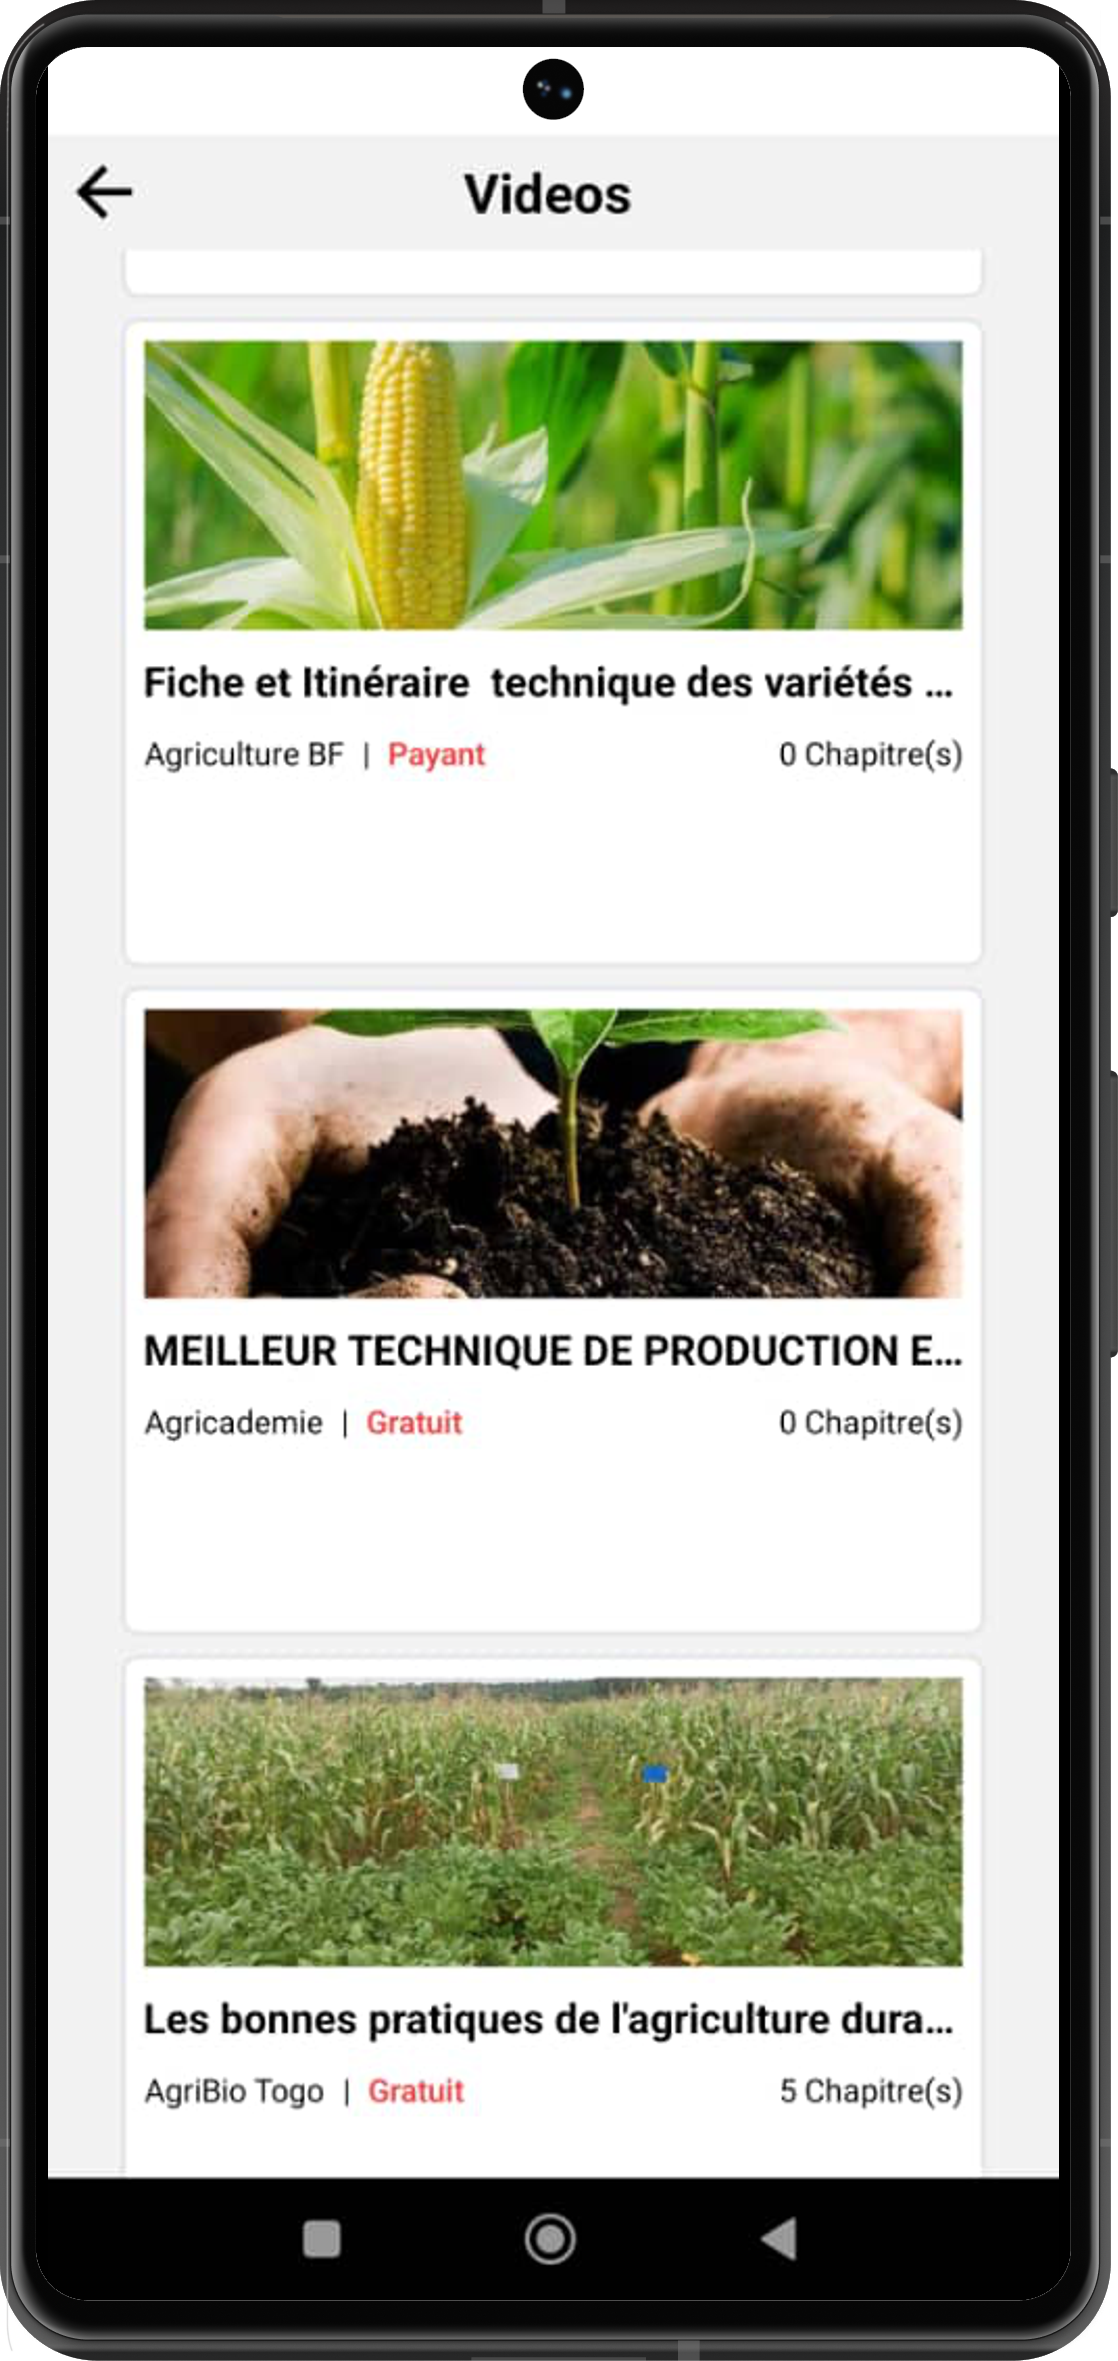 Videos
Fiche et Itinéraire  technique des variétés ...
Agriculture BF | Payant 0 Chapitre(s)
MEILLEUR TECHNIQUE DE PRODUCTION E...
Agricademie | Gratuit 0 Chapitre(s)
Les bonnes pratiques de l'agriculture dura...
AgriBio Togo | Gratuit 5 Chapitre(s)